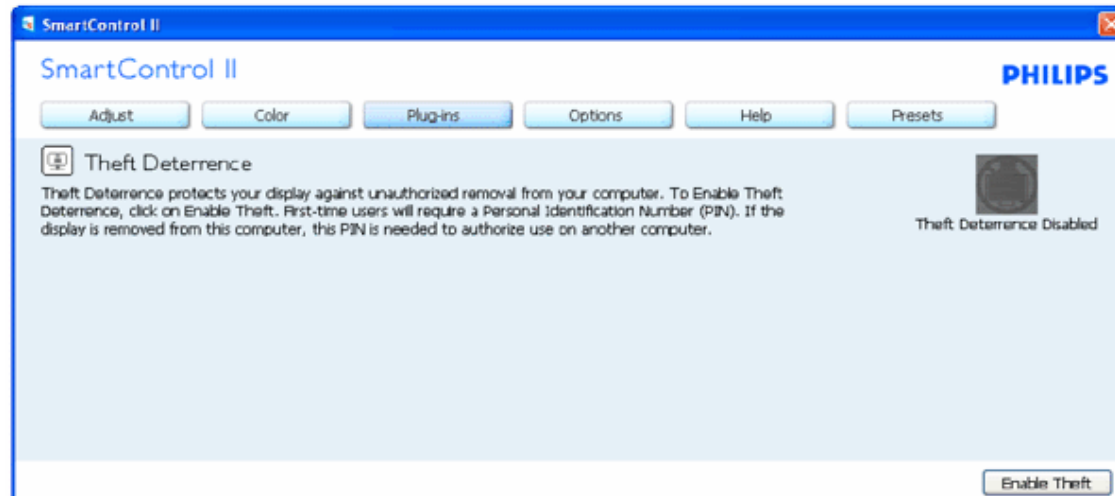 SmartControl II
SmartControl II
PHILIPS
Adjust Color Plug-ins Options Help Presets
Theft Deterrence
Theft Deterrence protects your display against unauthorized removal from your computer. To Enable Theft
Deterrence, click on Enable Theft. First-time users will require a Personal Identification Number (PIN). If the
display is removed from this computer, this PIN is needed to authorize use on another computer.
Theft Deterrence Disabled
Enable Theft